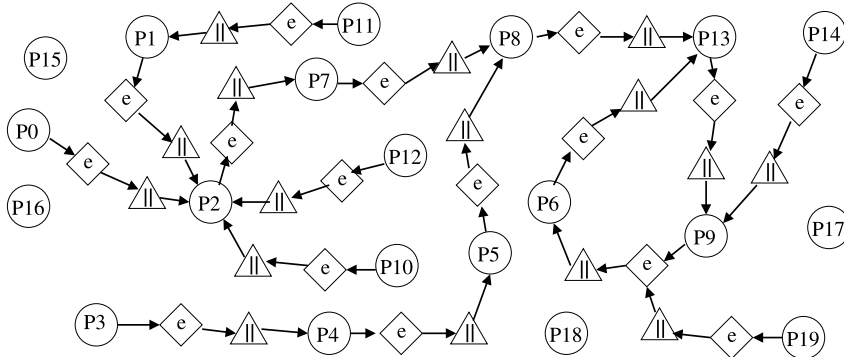 P1 || e P11
P15
P8 e || P13 P14
|| P7 e ||
e e e
P0 || ||
|| e
e || e P12 || ||
P16 || P2 || e e P6 P17
P9
P5
|| e P10 || e
P3 e || P4 e || P18 || e P19